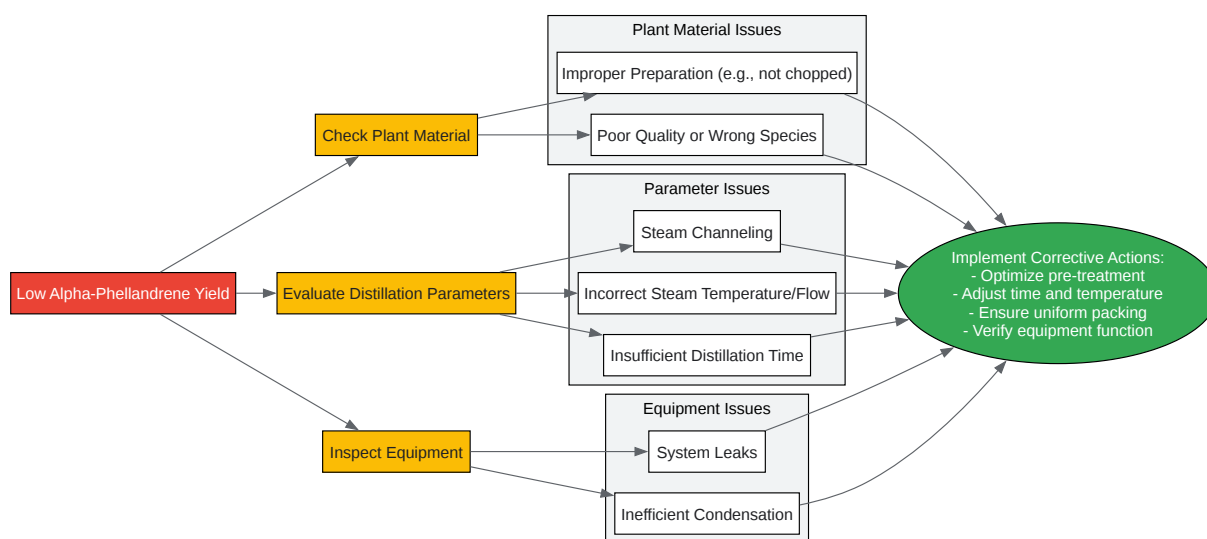 Plant Material Issues
Improper Preparation (e.g., not chopped)
Check Plant Material
Poor Quality or Wrong Species
Parameter Issues
Steam Channeling
Low Alpha-Phellandrene Yield
Evaluate Distillation Parameters
Incorrect Steam Temperature/Flow
Insufficient Distillation Time
Equipment Issues
Inspect Equipment
System Leaks
Inefficient Condensation
Implement Corrective Actions:
- Optimize pre-treatment
- Adjust time and temperature
- Ensure uniform packing
- Verify equipment function